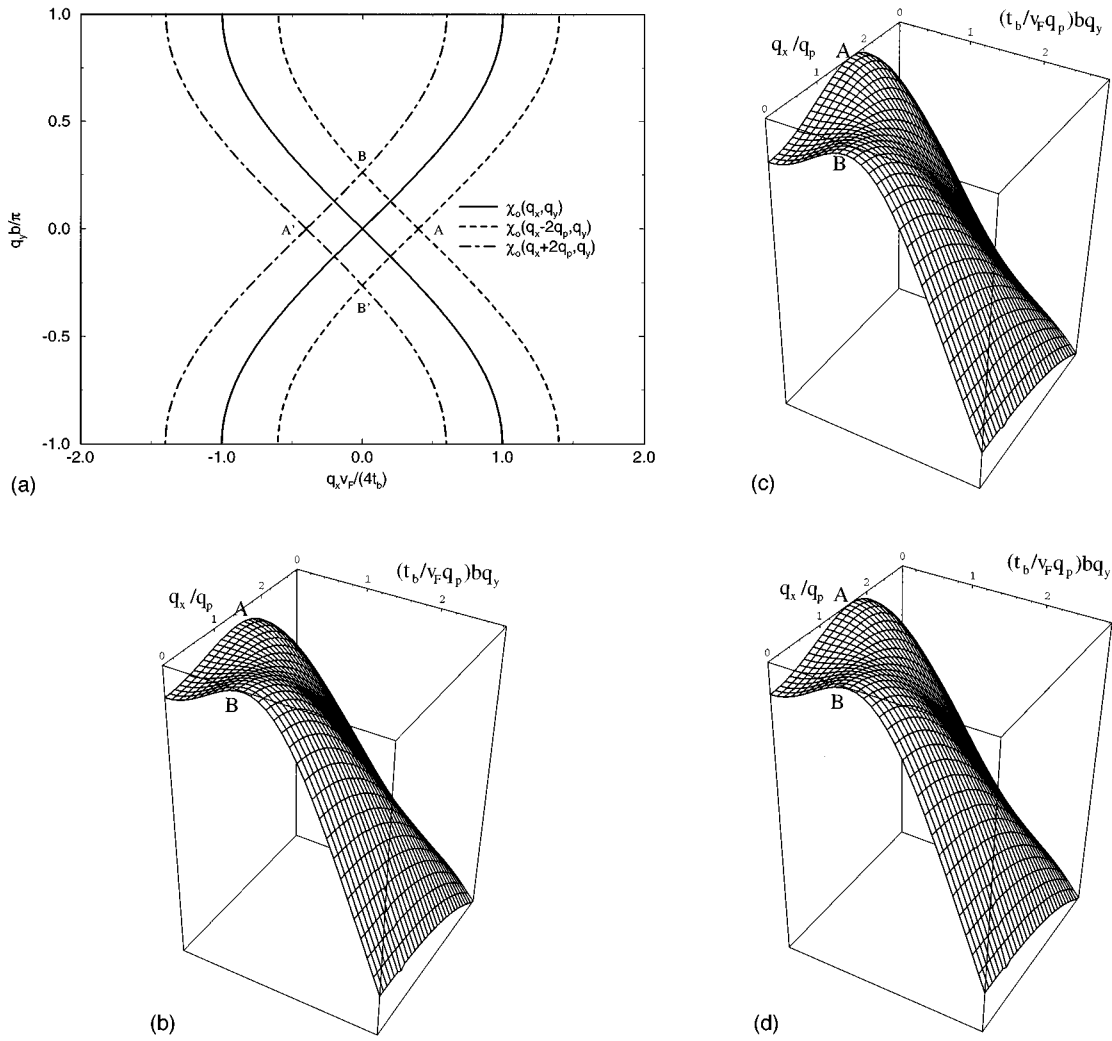 1.0
0.5
0.0
-0.5
-1.0
q_y b/π
-2.0 -1.0 0.0 1.0 2.0
q_x v_F/(4t_b)
B
A' A
B'
χ_o(q_x,q_y)
χ_o(q_x-2q_p,q_y)
χ_o(q_x+2q_p,q_y)
(a)
0 1 2
(t_b/v_F q_p)bq_y
q_x/q_p
0 1 2
A
B
(c)
0 1 2
(t_b/v_F q_p)bq_y
q_x/q_p
0 1 2
A
B
(b)
0 1 2
(t_b/v_F q_p)bq_y
q_x/q_p
0 1 2
A
B
(d)